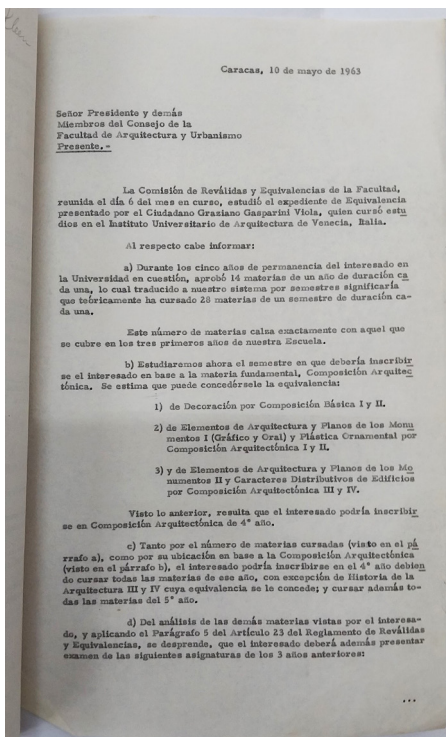 Caracas, 10 de mayo de 1963
Señor Presidente y demás
Miembros del Consejo de la
Facultad de Arquitectura y Urbanismo
Presente.-
La Comisión de Reválidas y Equivalencias de la Facultad,
reunida el día 6 del mes en curso, estudió el expediente de Equivalencia
presentado por el Ciudadano Graziano Gasparini Viola, quien cursó estu
dios en el Instituto Universitario de Arquitectura de Venecia, Italia.
Al respecto cabe informar:
a) Durante los cinco años de permanencia del interesado en
la Universidad en cuestión, aprobó 14 materias de un año de duración ca
da una, lo cual traducido a nuestro sistema por semestres significaría
que teóricamente ha cursado 28 materias de un semestre de duración ca-
da una.
Este número de materias calsa exactamente con aquel que
se cubre en los tres primeros años de nuestra Escuela.
b) Estudiaremos ahora el semestre en que debería inscribir
se el interesado en base a la materia fundamental, Composición Arquitec
tónica. Se estima que puede concedérsele la equivalencia:
1) de Decoración por Composición Básica I y II.
2) de Elementos de Arquitectura y Planos de los Monu
mentos I (Gráfico y Oral) y Plástica Ornamental por
Composición Arquitectónica I y II.
3) y de Elementos de Arquitectura y Planos de los Mo
numentos II y Caracteres Distributivos de Edificios
por Composición Arquitectónica III y IV.
Visto lo anterior, resulta que el interesado podría inscribir
se en Composición Arquitectónica de 4° año.
c) Tanto por el número de materias cursadas (visto en el pá
rrafo a), como por su ubicación en base a la Composición Arquitectónica
(visto en el párrafo b), el interesado podría inscribirse en el 4° año debien
do cursar todas las materias de ese año, con excepción de Historia de la
Arquitectura III y IV cuya equivalencia se le concede; y cursar además to-
das las materias del 5° año.
d) Del análisis de las demás materias vistas por el interesa-
do, y aplicando el Parágrafo 5 del Artículo 23 del Reglamento de Reválidas
y Equivalencias, se desprende, que el interesado deberá además presentar
examen de las siguientes asignaturas de los 3 años anteriores:
...